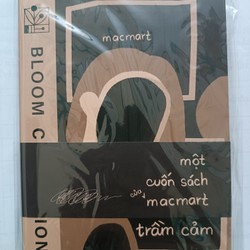 macmart
BLOOM C
ION
một
cuốn sách
của macmart
trầm cảm